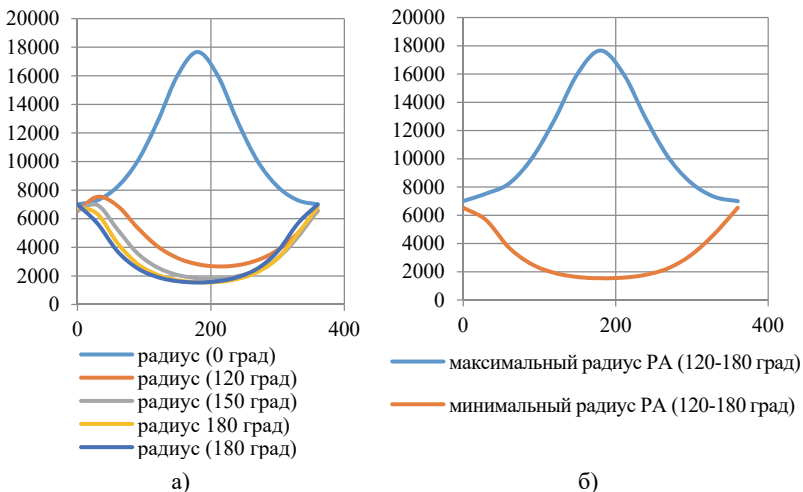 20000
18000
16000
14000
12000
10000
8000
6000
4000
2000
0
0 200 400
радиус (0 град)
радиус (120 град)
радиус (150 град)
радиус 180 град)
радиус (180 град)
а)
20000
18000
16000
14000
12000
10000
8000
6000
4000
2000
0
0 200 400
максимальный радиус РА (120-180 град)
минимальный радиус РА (120-180 град)
б)